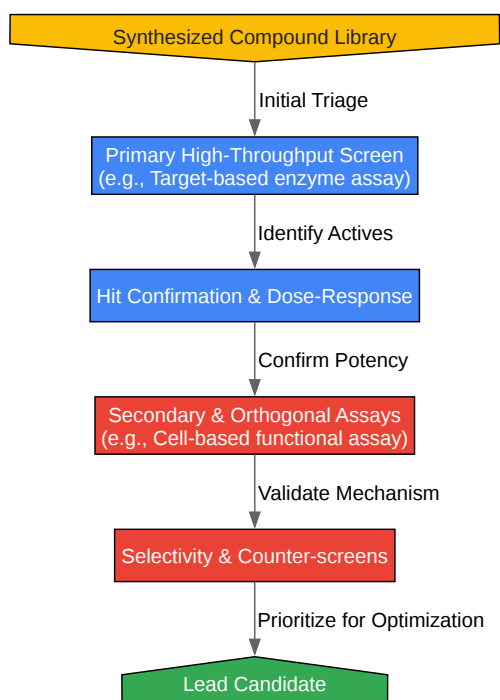 Synthesized Compound Library
Initial Triage
Primary High-Throughput Screen
(e.g., Target-based enzyme assay)
Identify Actives
Hit Confirmation & Dose-Response
Confirm Potency
Secondary & Orthogonal Assays
(e.g., Cell-based functional assay)
Validate Mechanism
Selectivity & Counter-screens
Prioritize for Optimization
Lead Candidate